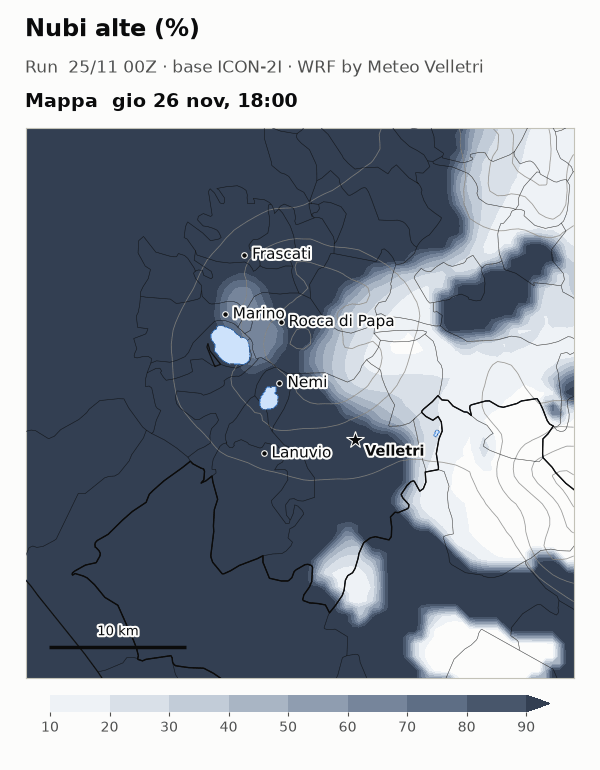 Nubi alte (%)
Run  25/11 00Z · base ICON-2I · WRF by Meteo Velletri
Mappa  gio 26 nov, 18:00
Frascati
Marino
Rocca di Papa
Nemi
Velletri
Lanuvio
10 km
10 20 30 40 50 60 70 80 90